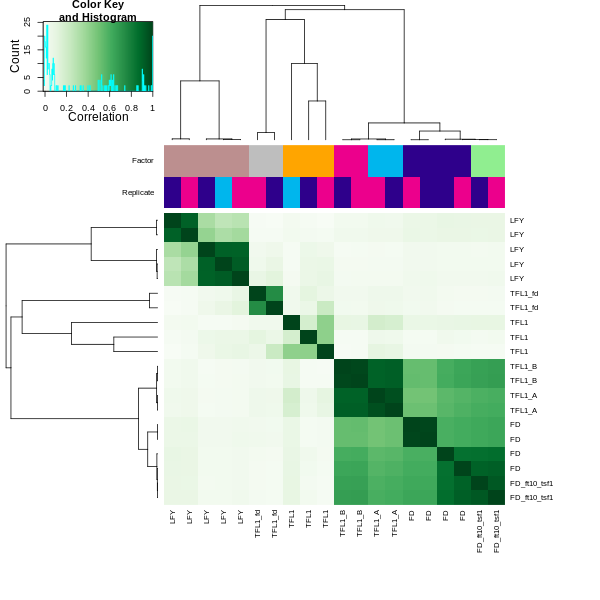 Color Key
and Histogram
Count
0 5 15 25
0 0.2 0.4 0.6 0.8 1
Correlation
Factor
Replicate
LFY
LFY
LFY
LFY
LFY
TFL1_fd
TFL1_fd
TFL1
TFL1
TFL1
TFL1_B
TFL1_B
TFL1_A
TFL1_A
FD
FD
FD
FD
FD_ft10_tsf1
FD_ft10_tsf1
LFY
LFY
LFY
LFY
LFY
TFL1_fd
TFL1_fd
TFL1
TFL1
TFL1
TFL1_B
TFL1_B
TFL1_A
TFL1_A
FD
FD
FD
FD
FD_ft10_tsf1
FD_ft10_tsf1